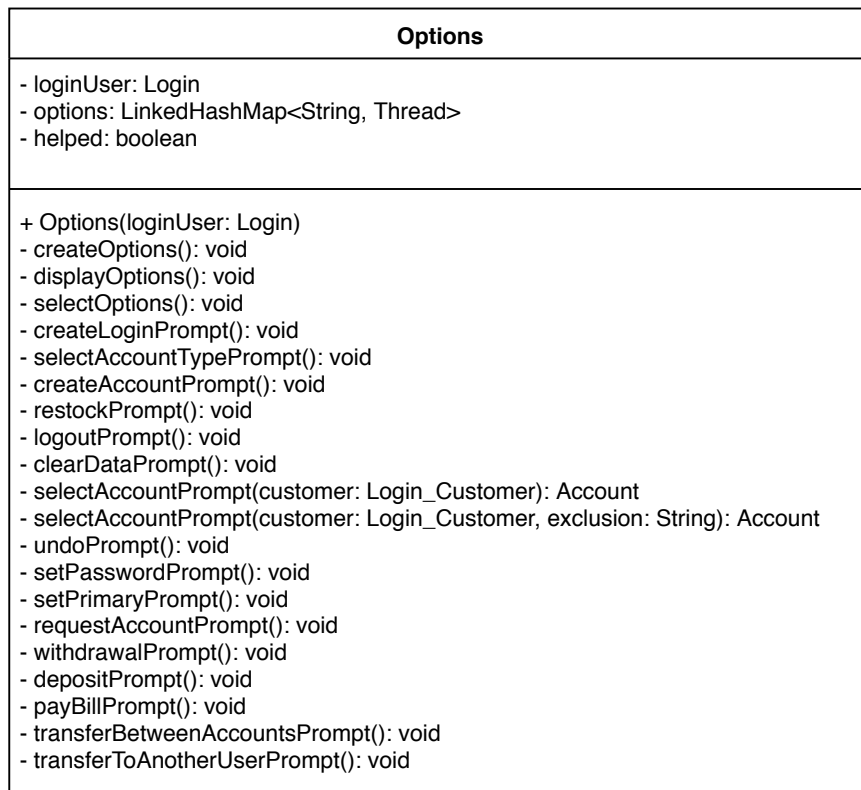 Options
- loginUser: Login
- options: LinkedHashMap<String, Thread>
- helped: boolean
+ Options(loginUser: Login)
- createOptions(): void
- displayOptions(): void
- selectOptions(): void
- createLoginPrompt(): void
- selectAccountTypePrompt(): void
- createAccountPrompt(): void
- restockPrompt(): void
- logoutPrompt(): void
- clearDataPrompt(): void
- selectAccountPrompt(customer: Login_Customer): Account
- selectAccountPrompt(customer: Login_Customer, exclusion: String): Account
- undoPrompt(): void
- setPasswordPrompt(): void
- setPrimaryPrompt(): void
- requestAccountPrompt(): void
- withdrawalPrompt(): void
- depositPrompt(): void
- payBillPrompt(): void
- transferBetweenAccountsPrompt(): void
- transferToAnotherUserPrompt(): void